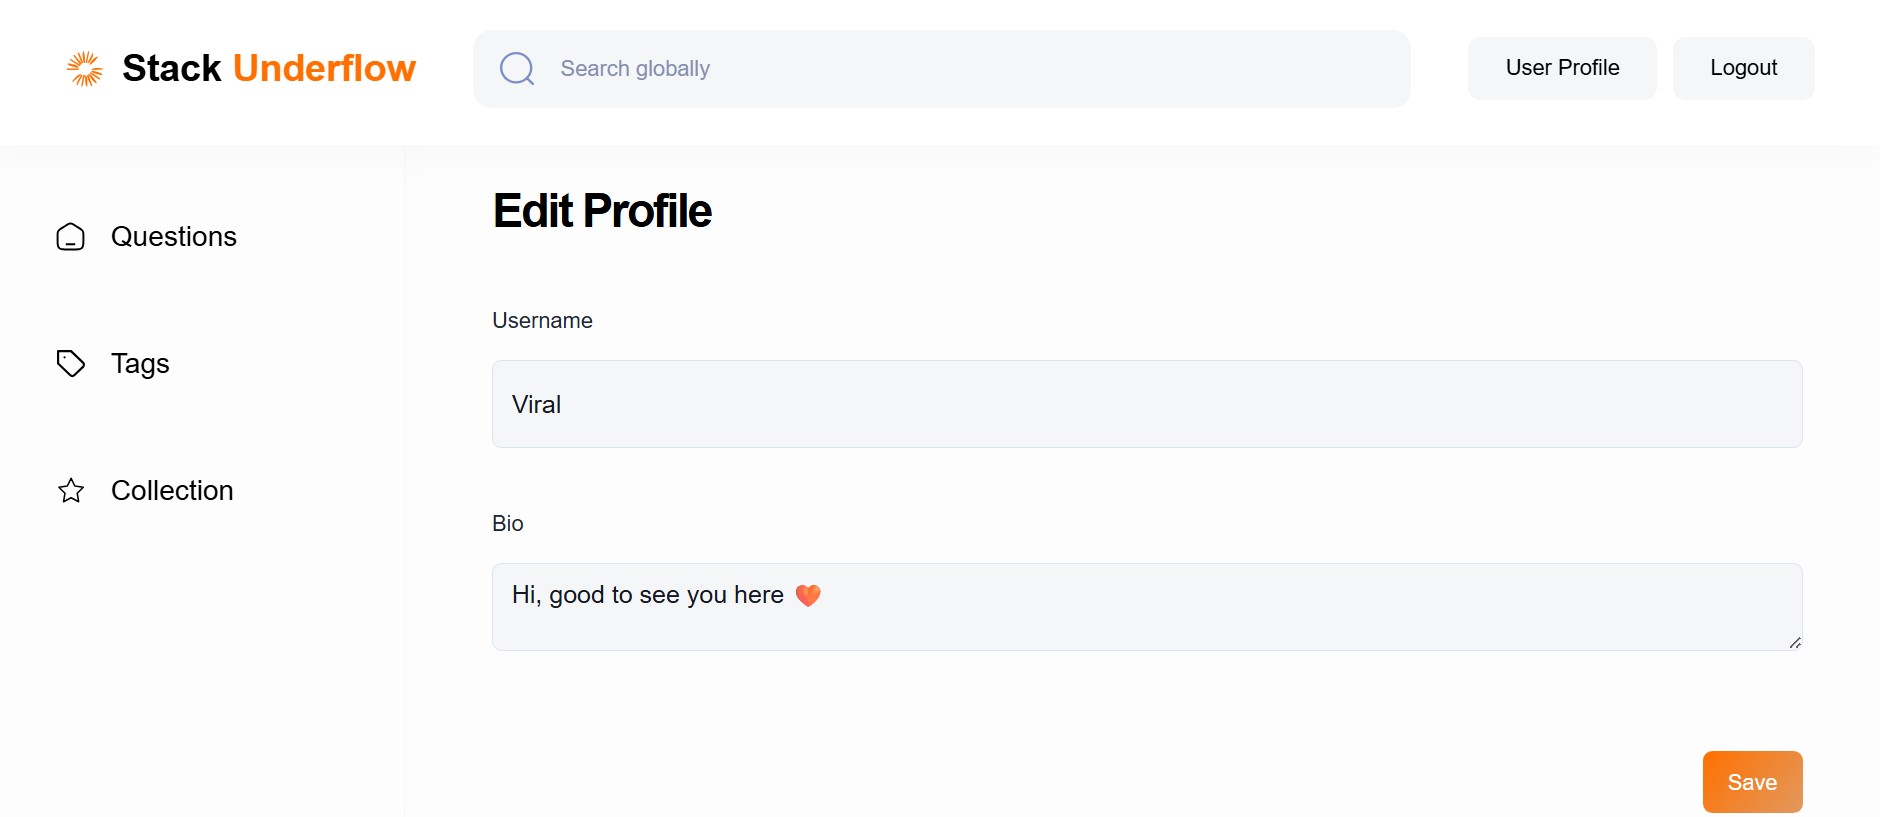 Stack Underflow
Search globally
User Profile
Logout
Questions
Tags
Collection
Edit Profile
Username
Viral
Bio
Hi, good to see you here 🧡
Save